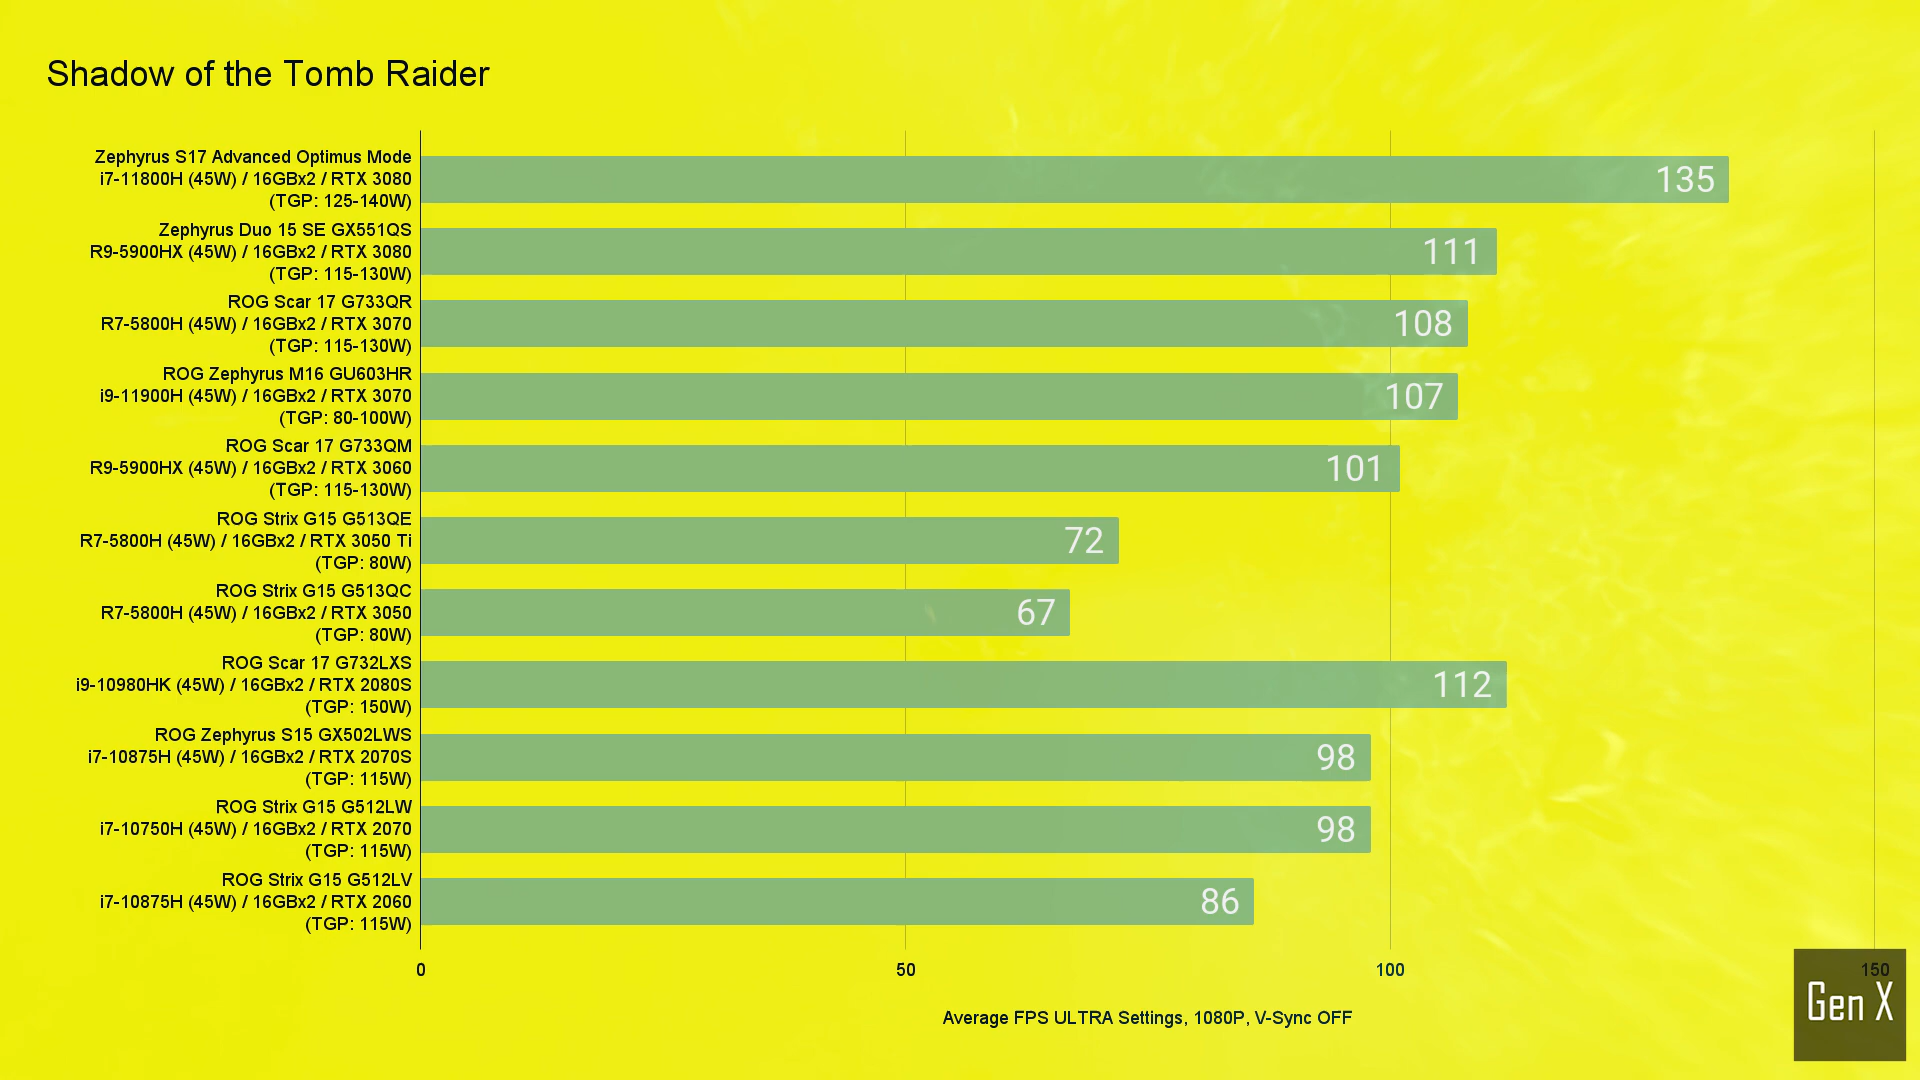 Shadow of the Tomb Raider
Zephyrus S17 Advanced Optimus Mode
i7-11800H (45W) / 16GBx2 / RTX 3080
(TGP: 125-140W)
135
Zephyrus Duo 15 SE GX551QS
R9-5900HX (45W) / 16GBx2 / RTX 3080
(TGP: 115-130W)
111
ROG Scar 17 G733QR
R7-5800H (45W) / 16GBx2 / RTX 3070
(TGP: 115-130W)
108
ROG Zephyrus M16 GU603HR
i9-11900H (45W) / 16GBx2 / RTX 3070
(TGP: 80-100W)
107
ROG Scar 17 G733QM
R9-5900HX (45W) / 16GBx2 / RTX 3060
(TGP: 115-130W)
101
ROG Strix G15 G513QE
R7-5800H (45W) / 16GBx2 / RTX 3050 Ti
(TGP: 80W)
72
ROG Strix G15 G513QC
R7-5800H (45W) / 16GBx2 / RTX 3050
(TGP: 80W)
67
ROG Scar 17 G732LXS
i9-10980HK (45W) / 16GBx2 / RTX 2080S
(TGP: 150W)
112
ROG Zephyrus S15 GX502LWS
i7-10875H (45W) / 16GBx2 / RTX 2070S
(TGP: 115W)
98
ROG Strix G15 G512LW
i7-10750H (45W) / 16GBx2 / RTX 2070
(TGP: 115W)
98
ROG Strix G15 G512LV
i7-10875H (45W) / 16GBx2 / RTX 2060
(TGP: 115W)
86
0 50 100 150
Average FPS ULTRA Settings, 1080P, V-Sync OFF
Gen X